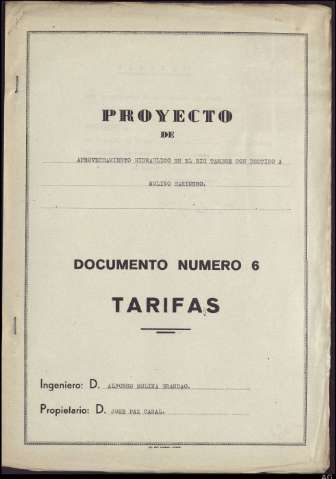 PROYECTO
DE
APROVECHAMIENTO HIDRAULICO EN EL RIO TAMBRE CON DESTINO A
MOLINO HARINERO.
DOCUMENTO NUMERO 6
TARIFAS
Ingeniero: D. ALFONSO MOLINA BRANDAO.
Propietario: D. JOSE PAZ CASAL.